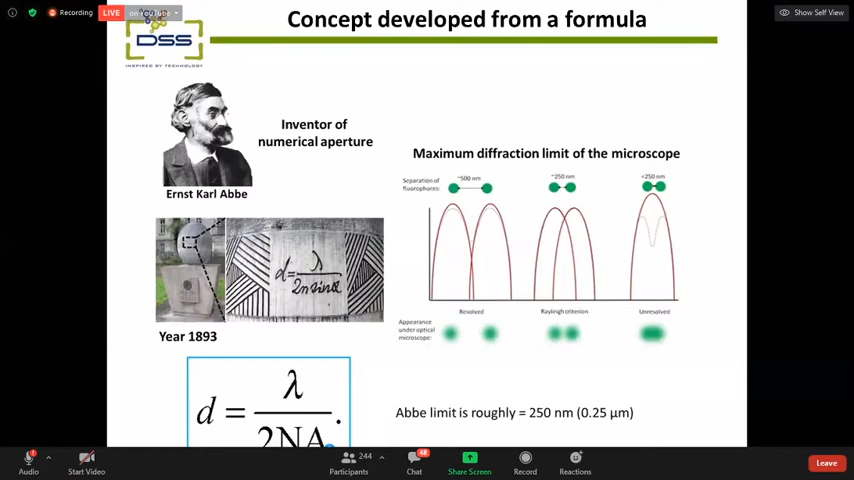 Recording
LIVE
on YouTube
Show Self View
Concept developed from a formula
DSS
INSPIRED BY TECHNOLOGY
Inventor of
numerical aperture
Ernst Karl Abbe
Maximum diffraction limit of the microscope
Separation of
fluorophores:
~500 nm
~250 nm
<250 nm
d = λ / 2n sin α
Resolved
Rayleigh criterion
Unresolved
Appearance
under optical
microscope:
Year 1893
d = λ / 2NA.
Abbe limit is roughly = 250 nm (0.25 µm)
Audio
Start Video
244
Participants
68
Chat
Share Screen
Record
Reactions
Leave